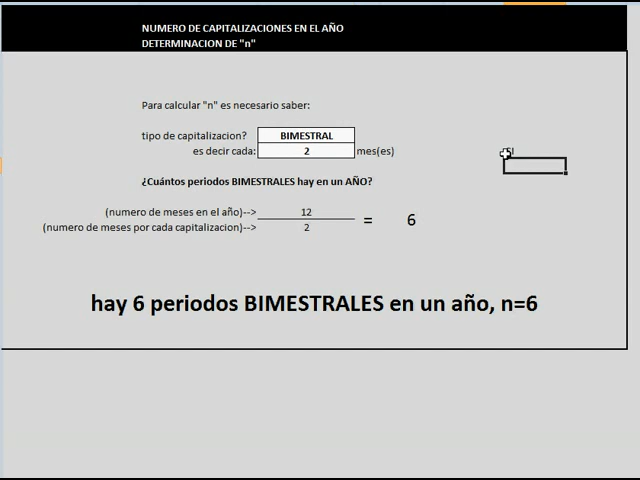 NUMERO DE CAPITALIZACIONES EN EL AÑO
DETERMINACION DE "n"
Para calcular "n" es necesario saber:
tipo de capitalizacion? BIMESTRAL
es decir cada: 2 mes(es)
¿Cuántos periodos BIMESTRALES hay en un AÑO?
(numero de meses en el año)--> 12
(numero de meses por cada capitalizacion)--> 2
= 6
hay 6 periodos BIMESTRALES en un año, n=6